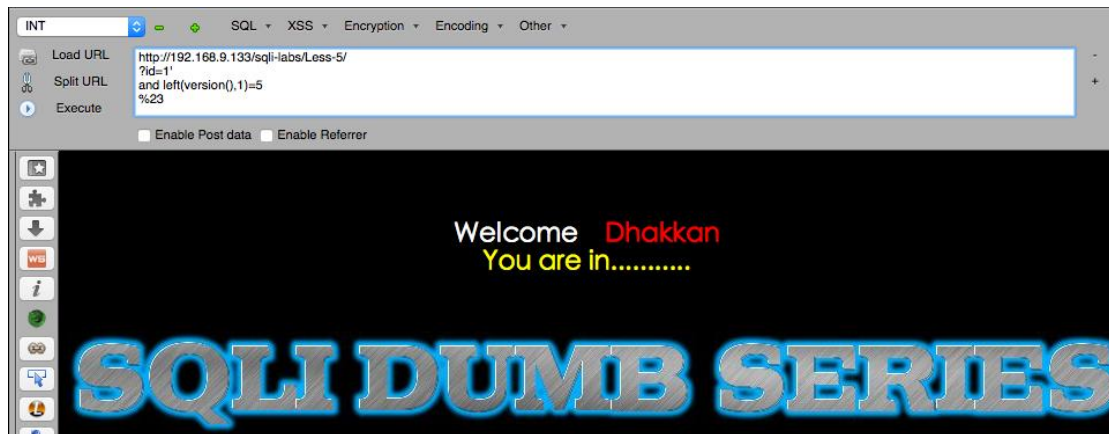 INT SQL XSS Encryption Encoding Other
Load URL
Split URL
Execute
http://192.168.9.133/sqli-labs/Less-5/
?id=1'
and left(version(),1)=5
%23
-
+
Enable Post data Enable Referrer
WS
i
Welcome Dhakkan
You are in...........
SQLI DUMB SERIES